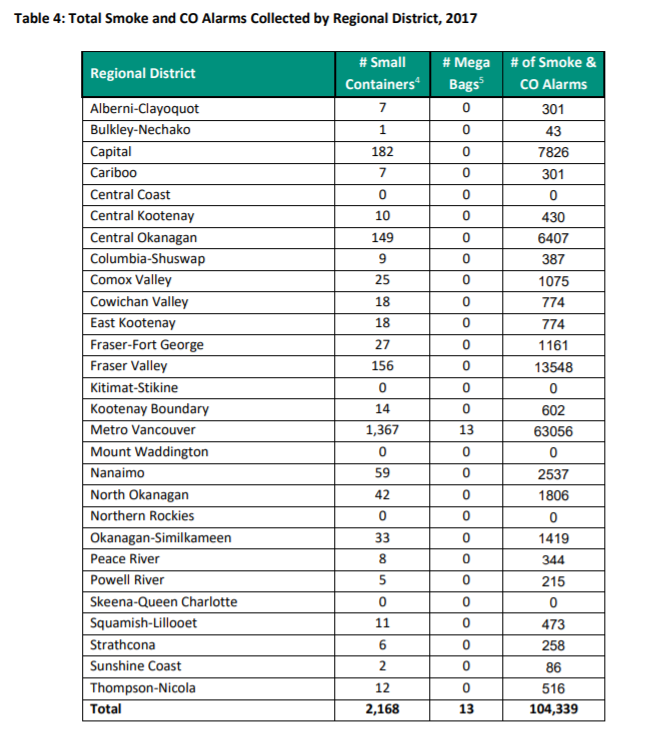 Table 4: Total Smoke and CO Alarms Collected by Regional District, 2017
Regional District # Small Containers4 # Mega Bags5 # of Smoke & CO Alarms
Alberni-Clayoquot 7 0 301
Bulkley-Nechako 1 0 43
Capital 182 0 7826
Cariboo 7 0 301
Central Coast 0 0 0
Central Kootenay 10 0 430
Central Okanagan 149 0 6407
Columbia-Shuswap 9 0 387
Comox Valley 25 0 1075
Cowichan Valley 18 0 774
East Kootenay 18 0 774
Fraser-Fort George 27 0 1161
Fraser Valley 156 0 13548
Kitimat-Stikine 0 0 0
Kootenay Boundary 14 0 602
Metro Vancouver 1,367 13 63056
Mount Waddington 0 0 0
Nanaimo 59 0 2537
North Okanagan 42 0 1806
Northern Rockies 0 0 0
Okanagan-Similkameen 33 0 1419
Peace River 8 0 344
Powell River 5 0 215
Skeena-Queen Charlotte 0 0 0
Squamish-Lillooet 11 0 473
Strathcona 6 0 258
Sunshine Coast 2 0 86
Thompson-Nicola 12 0 516
Total 2,168 13 104,339